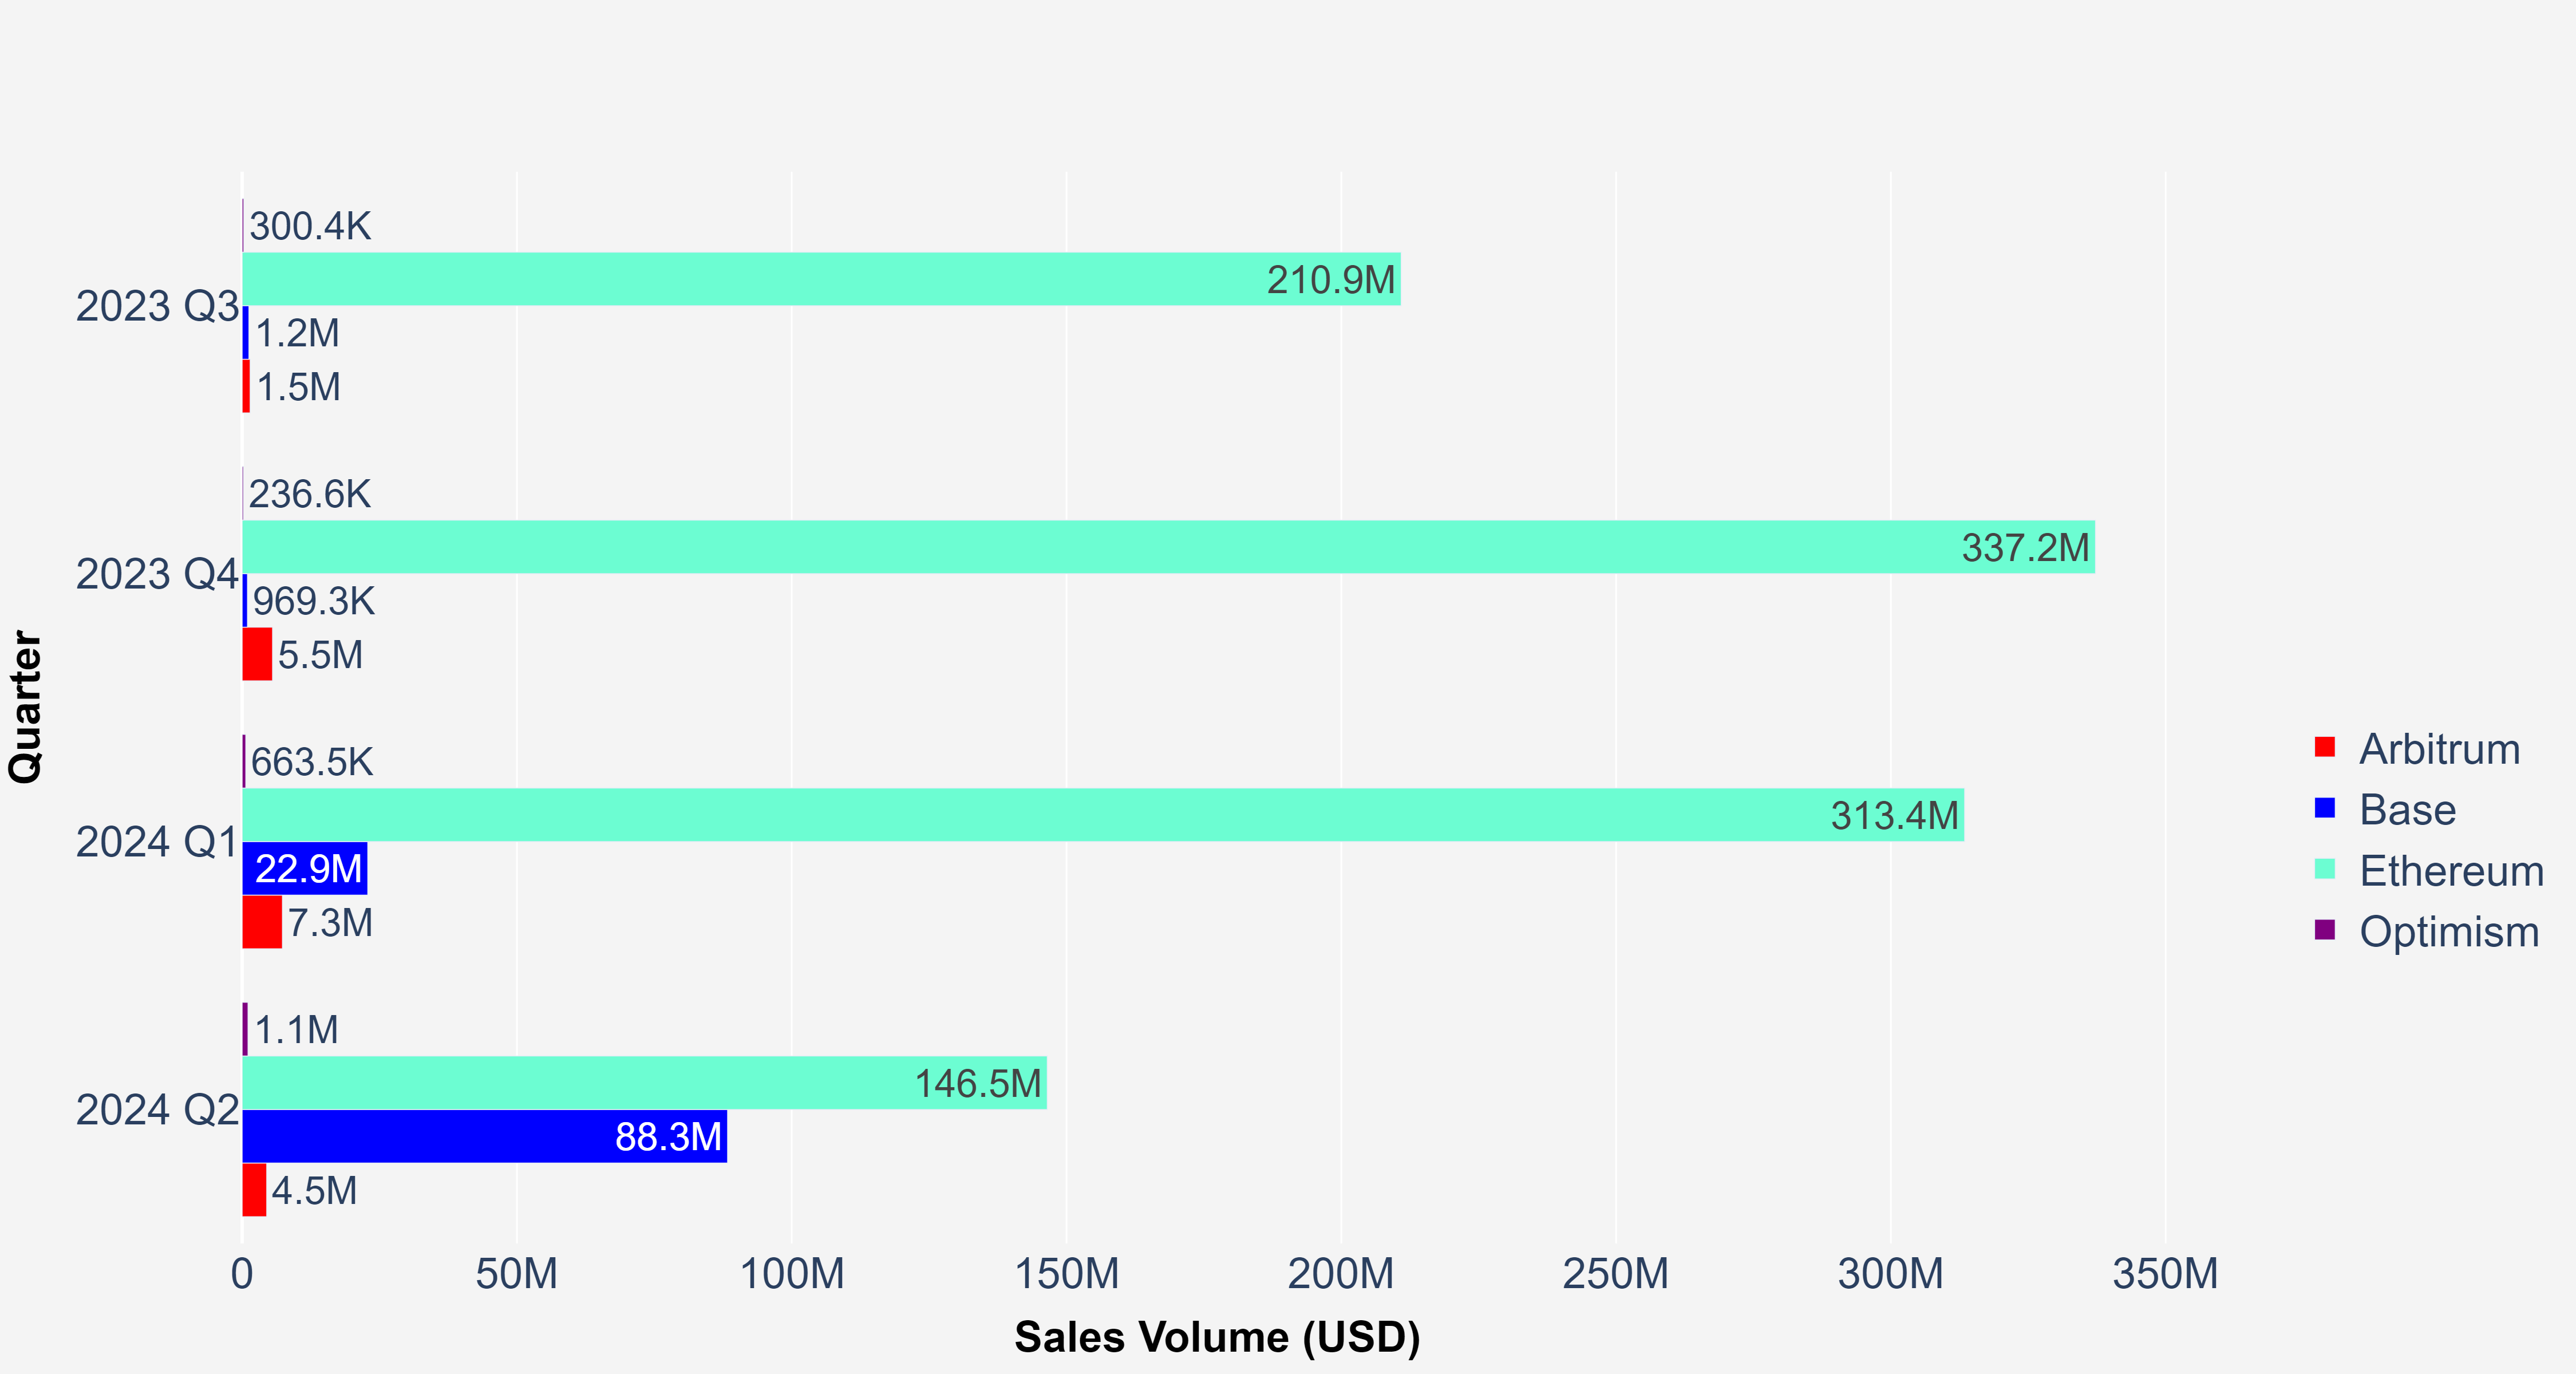 300.4K
210.9M
2023 Q3
1.2M
1.5M
236.6K
337.2M
2023 Q4
969.3K
5.5M
Quarter
663.5K
313.4M
2024 Q1
22.9M
7.3M
Arbitrum
Base
Ethereum
Optimism
1.1M
146.5M
2024 Q2
88.3M
4.5M
0 50M 100M 150M 200M 250M 300M 350M
Sales Volume (USD)